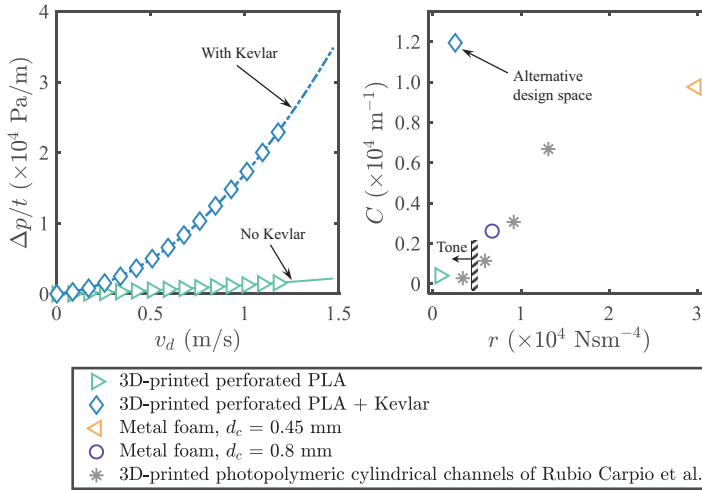 Δp/t (×10⁴ Pa/m)
4
3
2
1
0
With Kevlar
No Kevlar
0 0.5 1 1.5
v_d (m/s)
C (×10⁴ m⁻¹)
1.2
1.0
0.6
0.4
0.2
0
Alternative
design space
Tone
0 1 3
r (×10⁴ Nsm⁻⁴)
3D-printed perforated PLA
3D-printed perforated PLA + Kevlar
Metal foam, d_c = 0.45 mm
Metal foam, d_c = 0.8 mm
3D-printed photopolymeric cylindrical channels of Rubio Carpio et al.